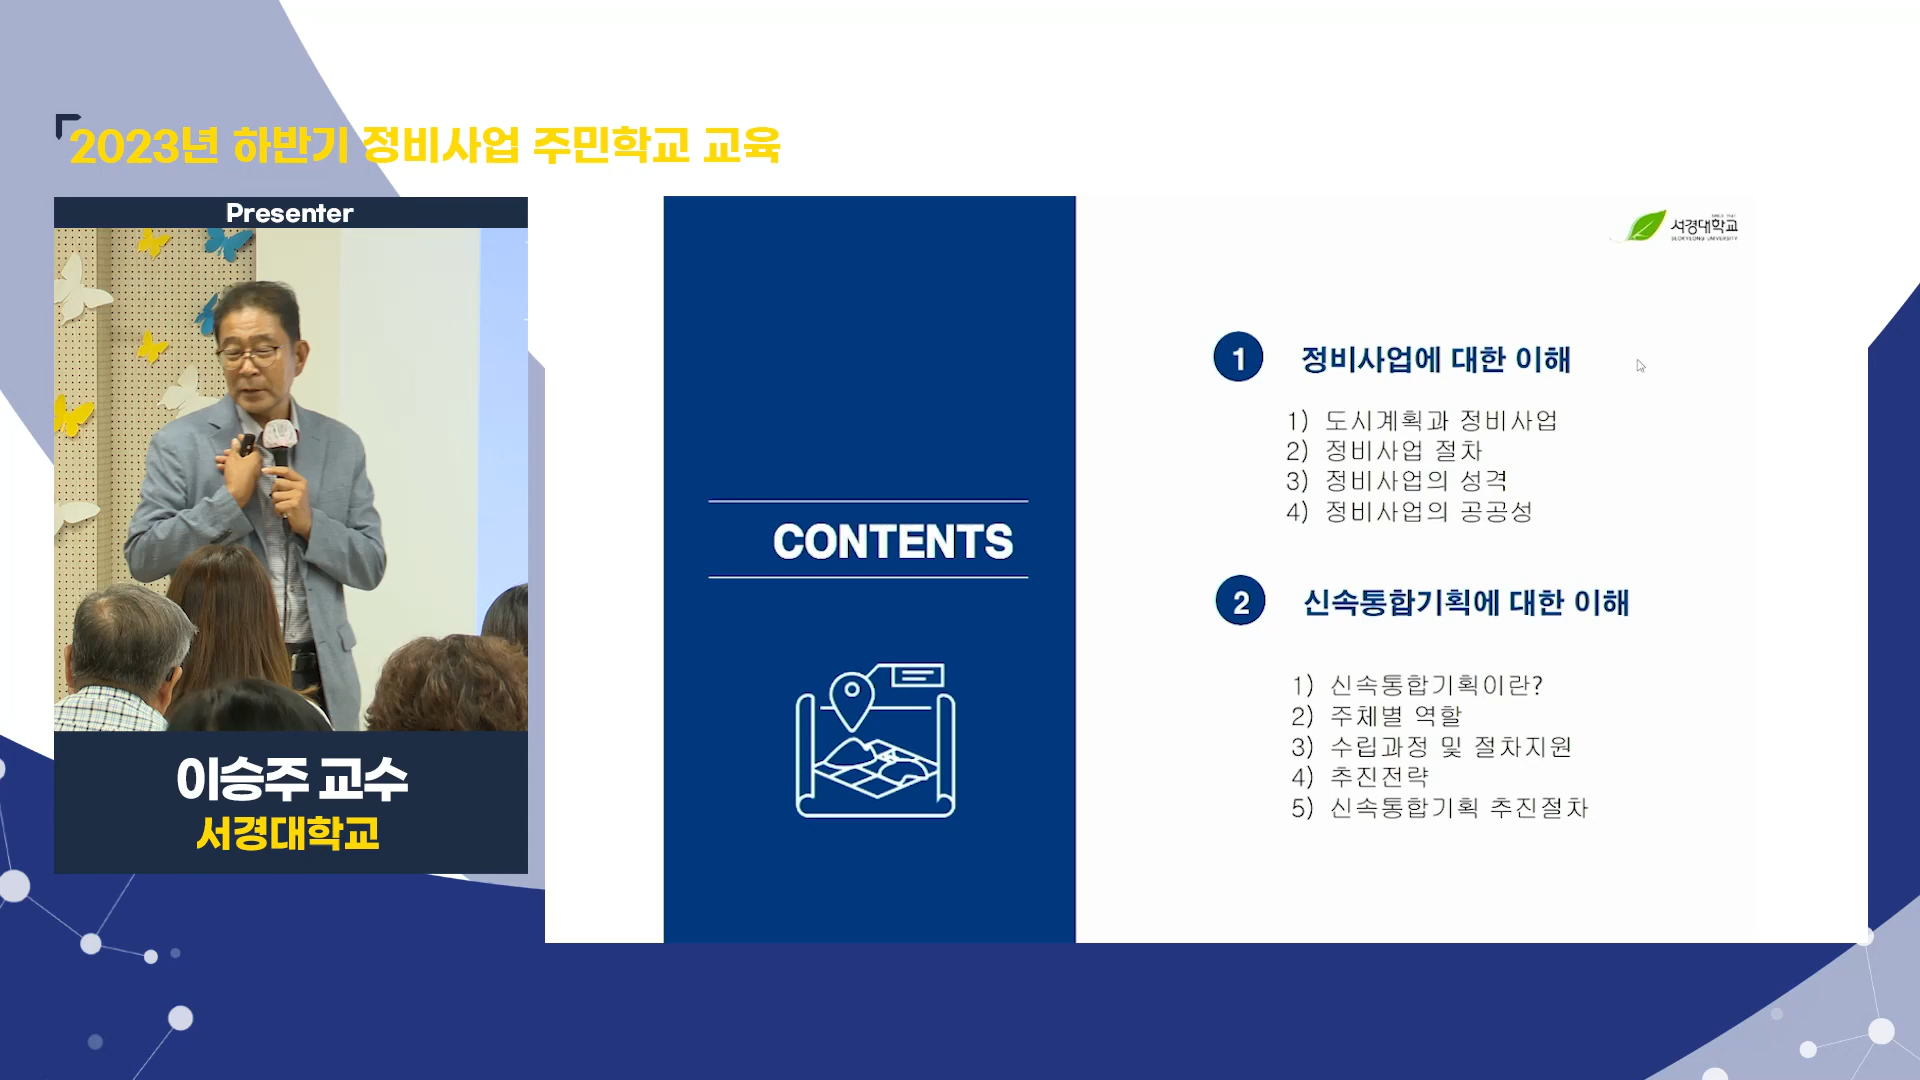 2023년 하반기 정비사업 주민학교 교육
Presenter
이승주 교수
서경대학교
CONTENTS
SINCE 1947
서경대학교
SEOKYEONG UNIVERSITY
1 정비사업에 대한 이해
1) 도시계획과 정비사업
2) 정비사업 절차
3) 정비사업의 성격
4) 정비사업의 공공성
2 신속통합기획에 대한 이해
1) 신속통합기획이란?
2) 주체별 역할
3) 수립과정 및 절차지원
4) 추진전략
5) 신속통합기획 추진절차